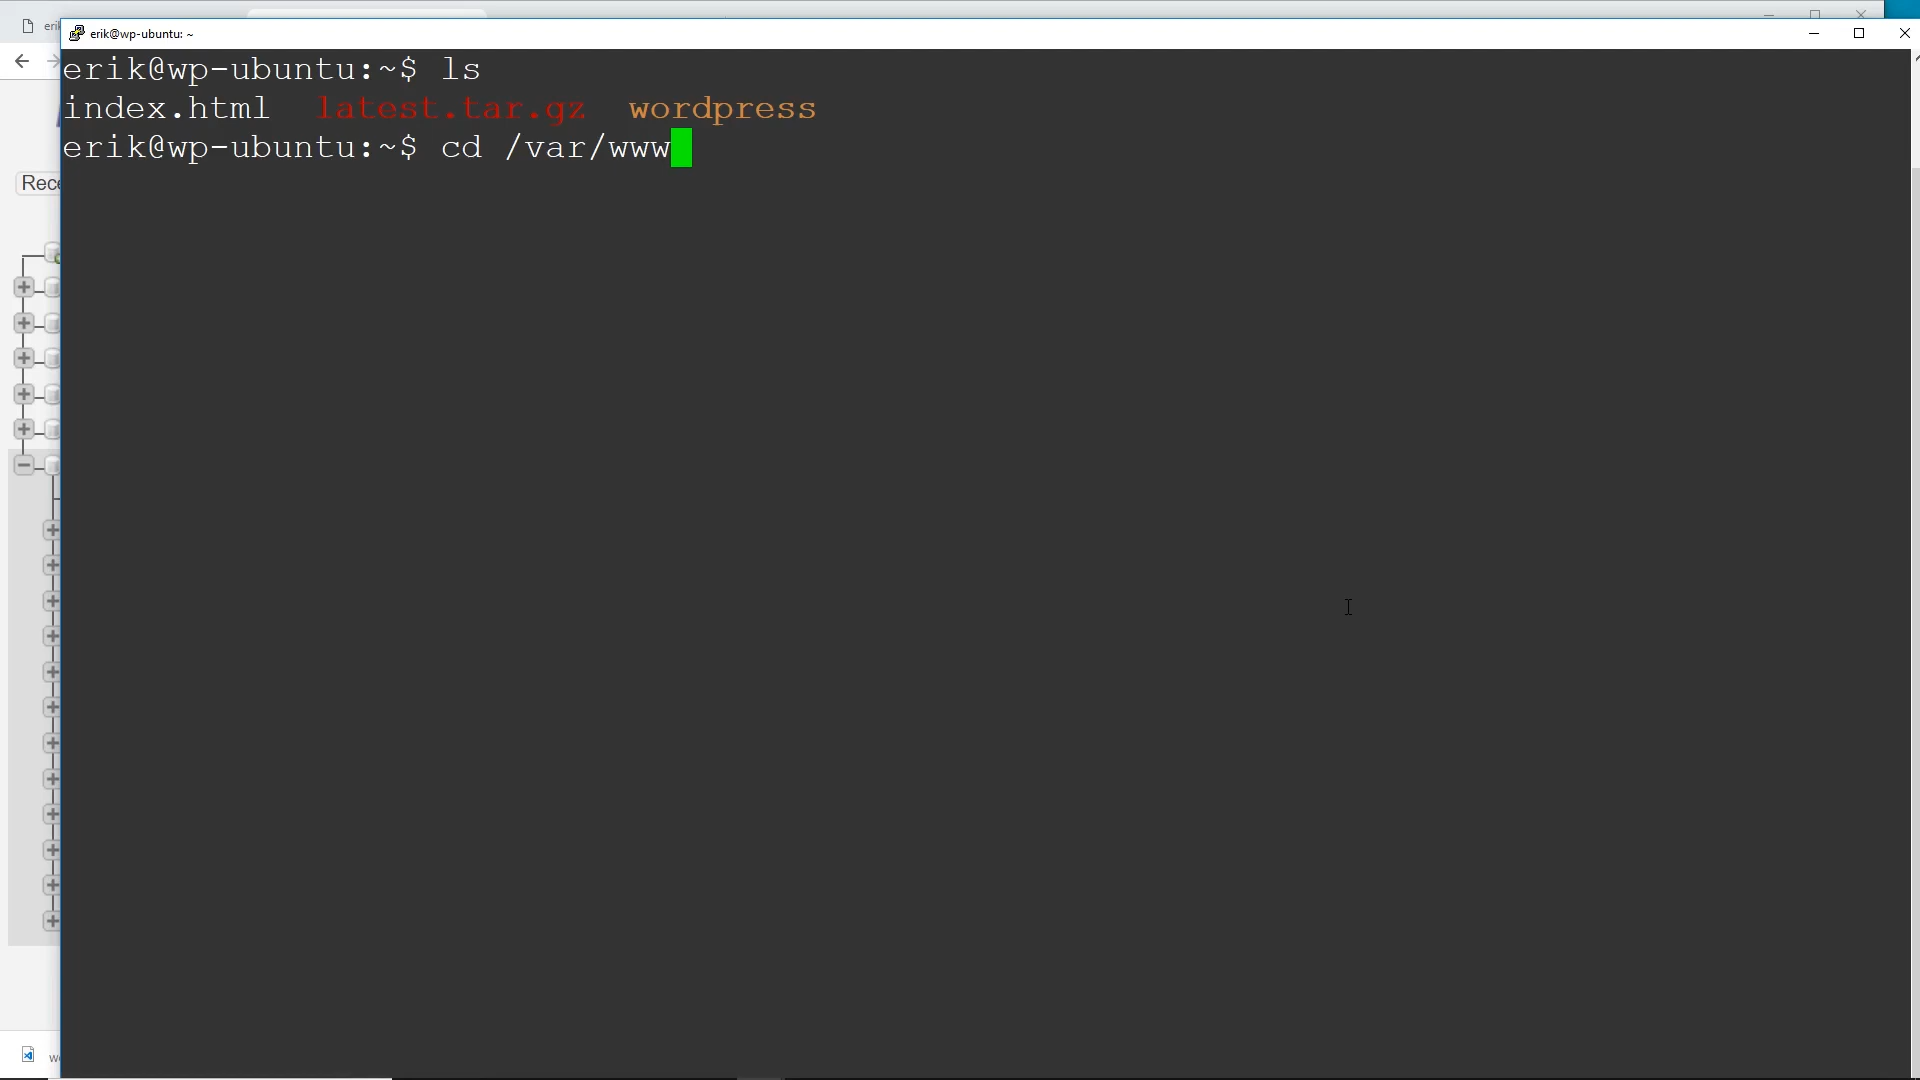 erik@wp-ubuntu: ~
erik@wp-ubuntu:~$ ls
index.html  latest.tar.gz  wordpress
erik@wp-ubuntu:~$ cd /var/www